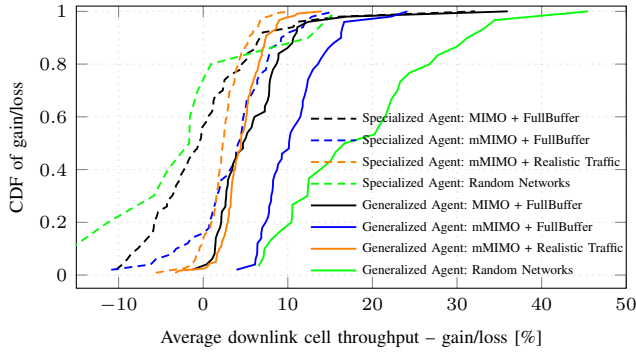 1
0.8
0.6
0.4
0.2
0
CDF of gain/loss
Specialized Agent: MIMO + FullBuffer
Specialized Agent: mMIMO + FullBuffer
Specialized Agent: mMIMO + Realistic Traffic
Specialized Agent: Random Networks
Generalized Agent: MIMO + FullBuffer
Generalized Agent: mMIMO + FullBuffer
Generalized Agent: mMIMO + Realistic Traffic
Generalized Agent: Random Networks
−10 0 10 20 30 40 50
Average downlink cell throughput – gain/loss [%]